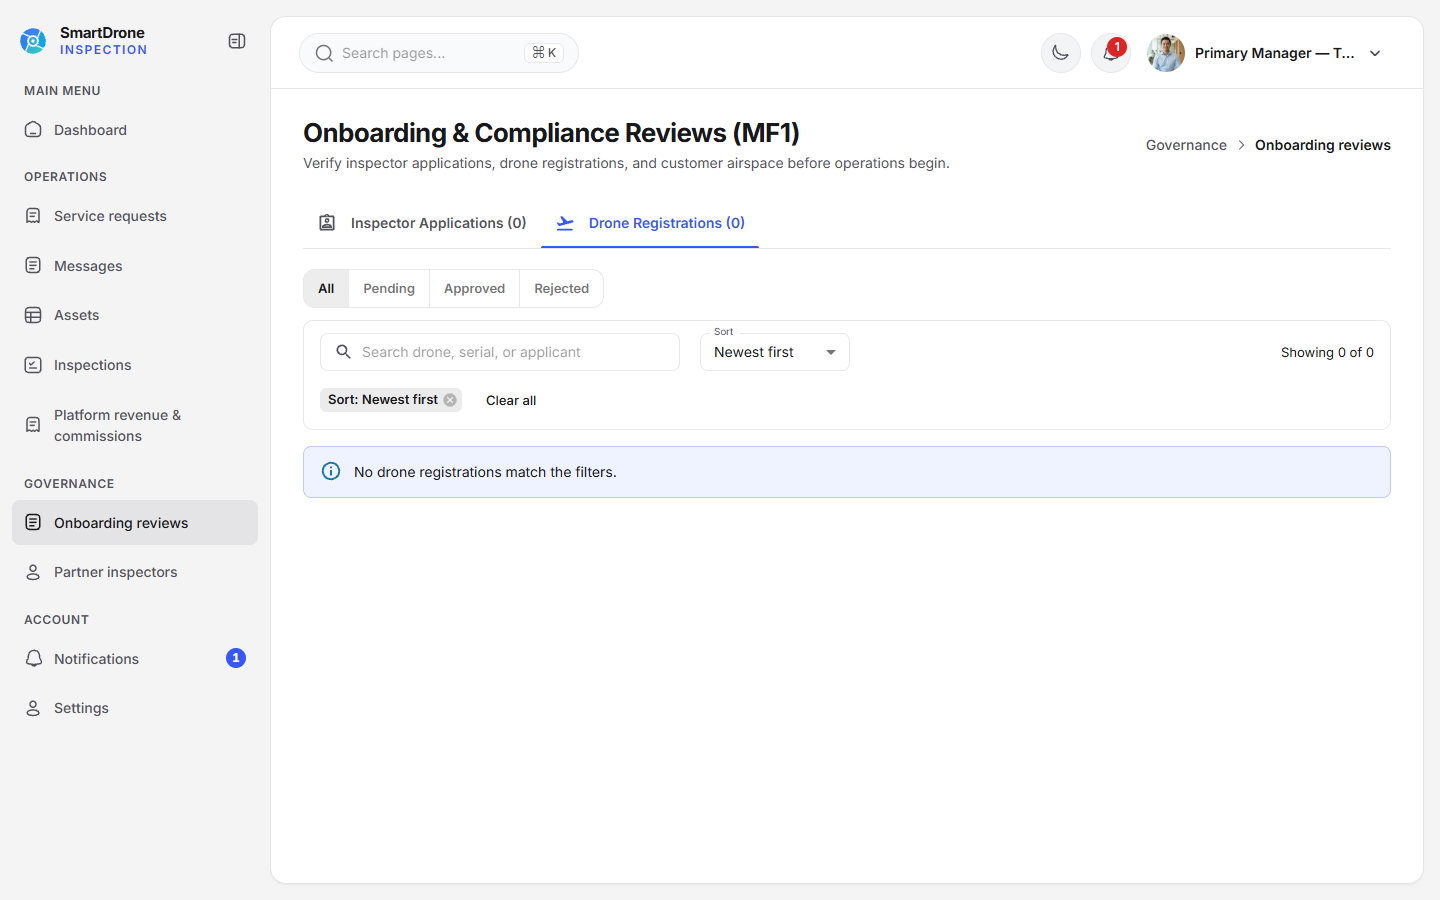 SmartDrone
INSPECTION
MAIN MENU
Dashboard
OPERATIONS
Service requests
Messages
Assets
Inspections
Platform revenue &
commissions
GOVERNANCE
Onboarding reviews
Partner inspectors
ACCOUNT
Notifications 1
Settings
Search pages... ⌘ K
1
Primary Manager — T...
Onboarding & Compliance Reviews (MF1)
Verify inspector applications, drone registrations, and customer airspace before operations begin.
Governance > Onboarding reviews
Inspector Applications (0) Drone Registrations (0)
All Pending Approved Rejected
Search drone, serial, or applicant
Sort
Newest first
Showing 0 of 0
Sort: Newest first Clear all
No drone registrations match the filters.